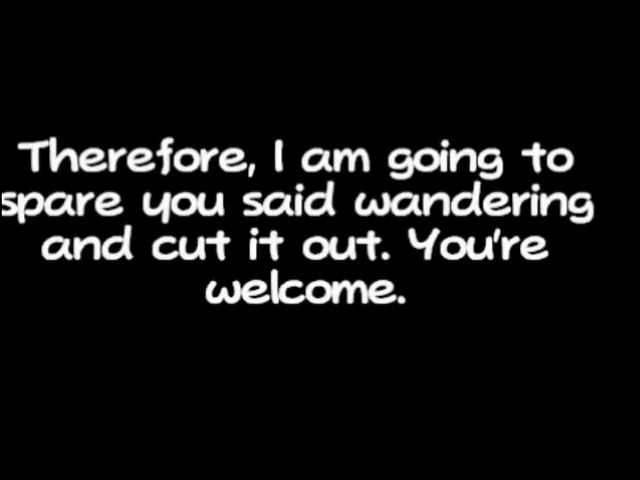 Therefore, I am going to
spare you said wandering
and cut it out. You're
welcome.